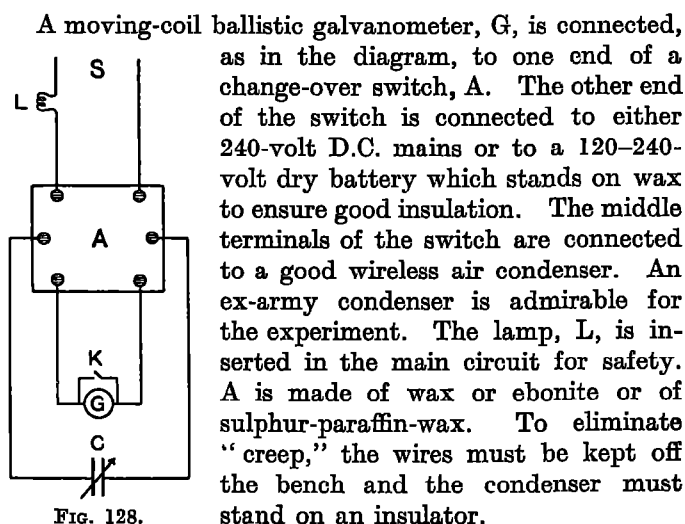 A moving-coil ballistic galvanometer, G, is connected,
as in the diagram, to one end of a
change-over switch, A. The other end
of the switch is connected to either
240-volt D.C. mains or to a 120–240-
volt dry battery which stands on wax
to ensure good insulation. The middle
terminals of the switch are connected
to a good wireless air condenser. An
ex-army condenser is admirable for
the experiment. The lamp, L, is in-
serted in the main circuit for safety.
A is made of wax or ebonite or of
sulphur-paraffin-wax. To eliminate
“creep,” the wires must be kept off
the bench and the condenser must
stand on an insulator.
S
L
A
K
G
C
FIG. 128.